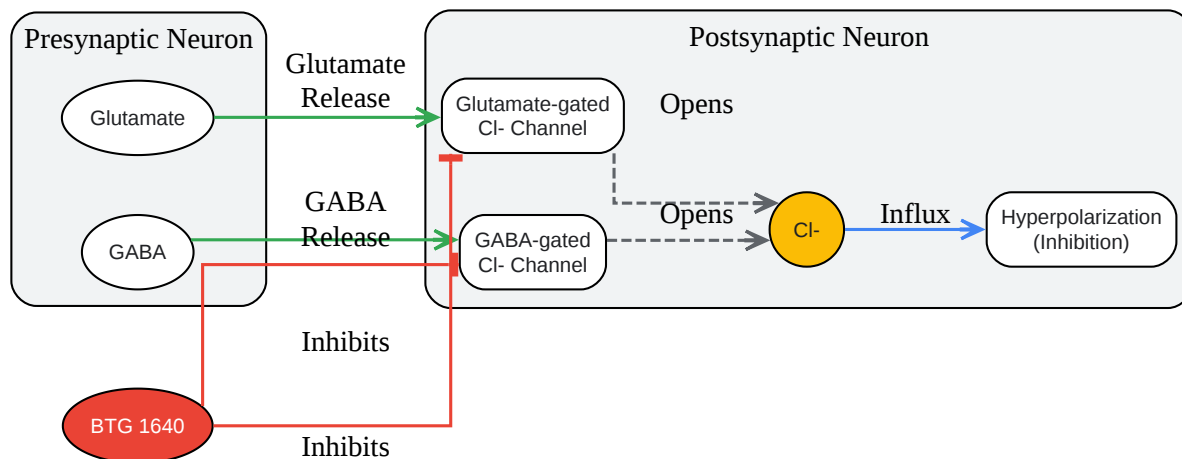 Presynaptic Neuron
Postsynaptic Neuron
Glutamate
Release
Glutamate
Glutamate-gated
Cl- Channel
Opens
GABA
Release
GABA
GABA-gated
Cl- Channel
Opens
Cl-
Influx
Hyperpolarization
(Inhibition)
Inhibits
BTG 1640
Inhibits